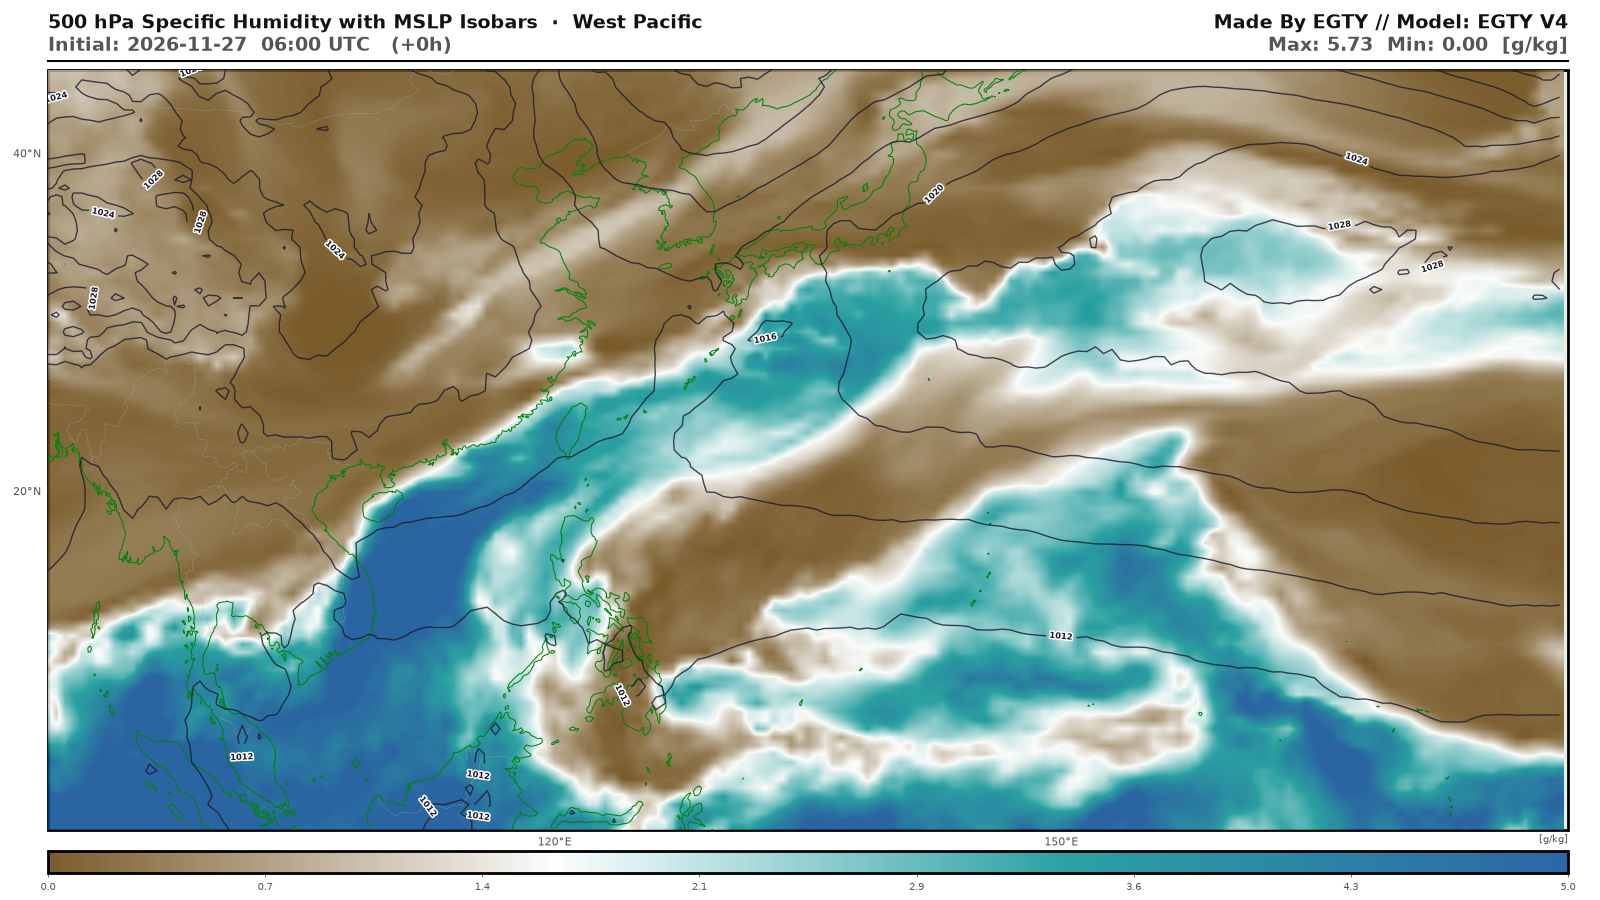 500 hPa Specific Humidity with MSLP Isobars · West Pacific
Made By EGTY // Model: EGTY V4
Initial: 2026-11-27 06:00 UTC (+0h)
Max: 5.73 Min: 0.00 [g/kg]
1024
1028
1024
1028
1024
1028
1020
1024
1028
1028
1016
1012
1012
1012
1012
1012
1012
40°N
20°N
120°E
150°E
[g/kg]
0.0
0.7
1.4
2.1
2.9
3.6
4.3
5.0